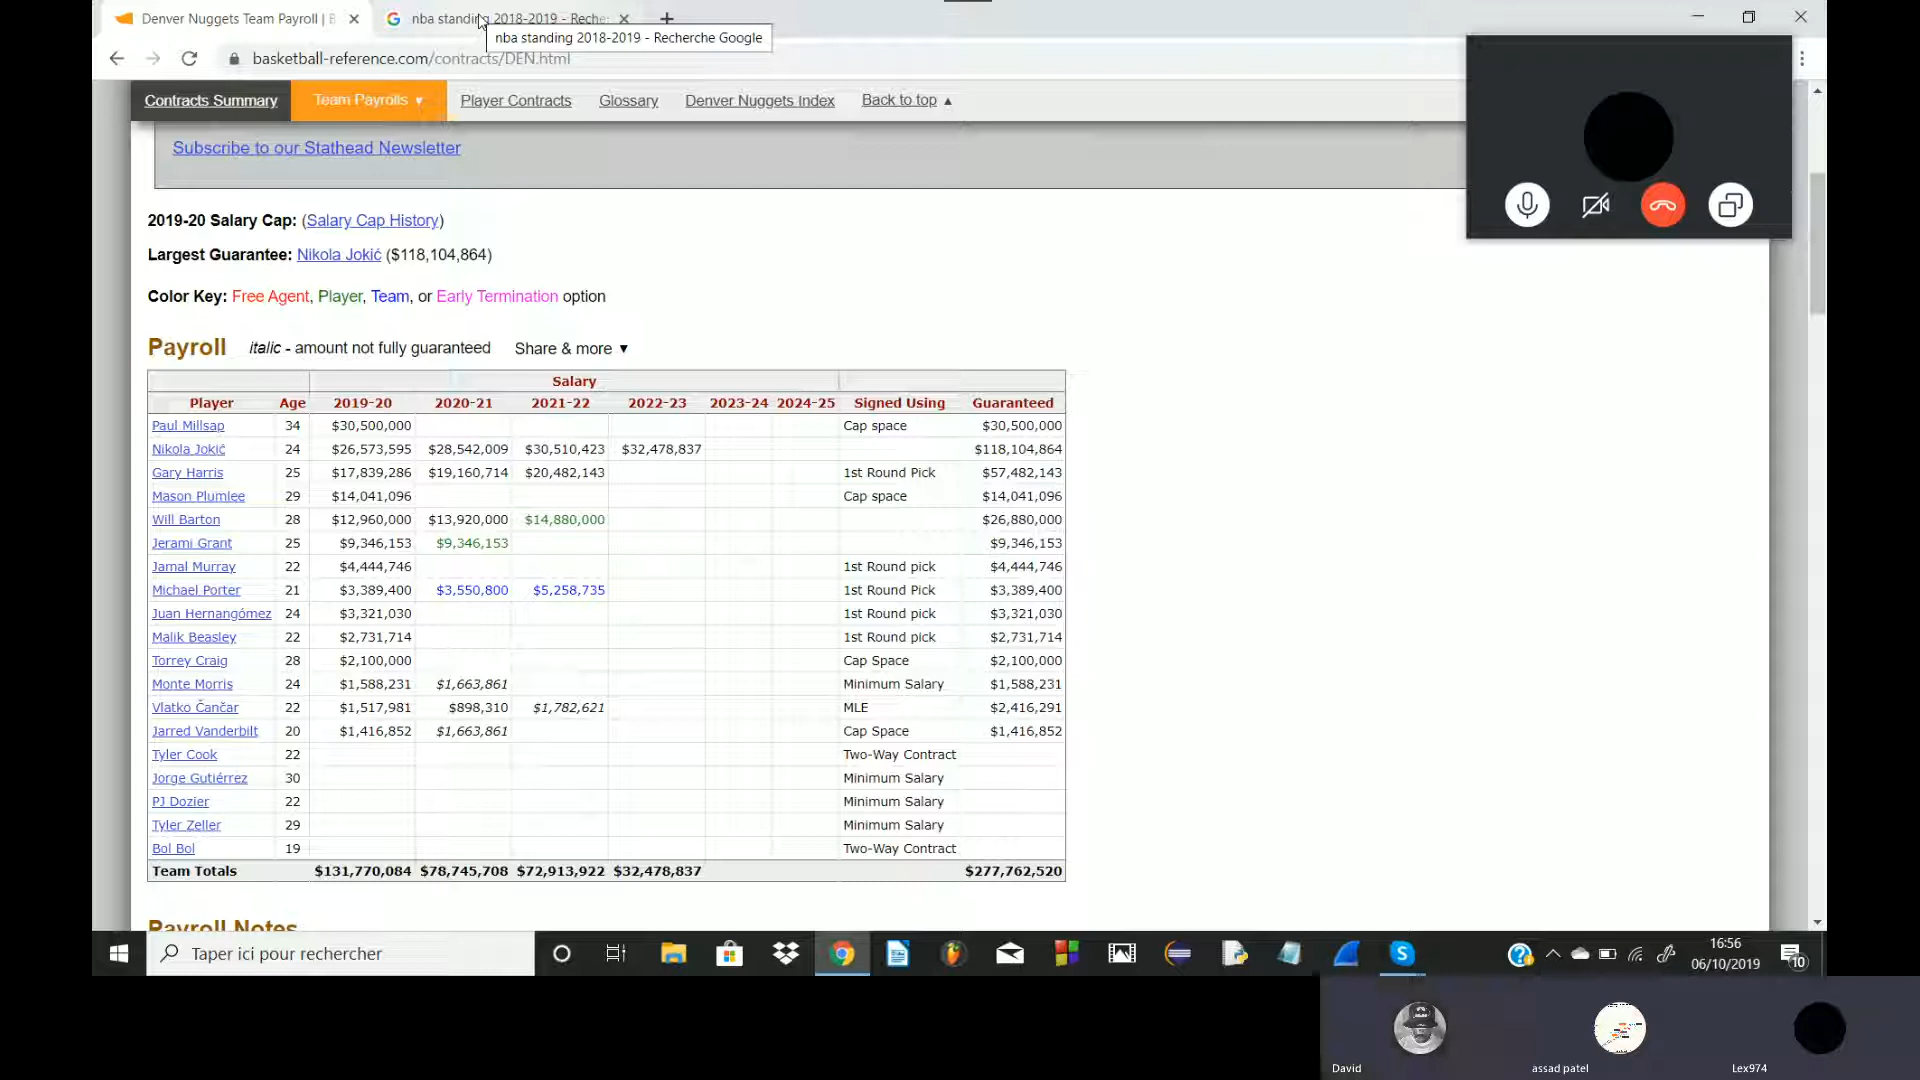 Denver Nuggets Team Payroll | B
nba standing 2018-2019 - Reche
nba standing 2018-2019 - Recherche Google
basketball-reference.com/contracts/DEN.html
Contracts Summary Team Payrolls ▼ Player Contracts Glossary Denver Nuggets Index Back to top ▲
Subscribe to our Stathead Newsletter
2019-20 Salary Cap: (Salary Cap History)
Largest Guarantee: Nikola Jokić ($118,104,864)
Color Key: Free Agent, Player, Team, or Early Termination option
Payroll italic - amount not fully guaranteed Share & more ▼
Salary
Player Age 2019-20 2020-21 2021-22 2022-23 2023-24 2024-25 Signed Using Guaranteed
Paul Millsap 34 $30,500,000 Cap space $30,500,000
Nikola Jokić 24 $26,573,595 $28,542,009 $30,510,423 $32,478,837 $118,104,864
Gary Harris 25 $17,839,286 $19,160,714 $20,482,143 1st Round Pick $57,482,143
Mason Plumlee 29 $14,041,096 Cap space $14,041,096
Will Barton 28 $12,960,000 $13,920,000 $14,880,000 $26,880,000
Jerami Grant 25 $9,346,153 $9,346,153 $9,346,153
Jamal Murray 22 $4,444,746 1st Round pick $4,444,746
Michael Porter 21 $3,389,400 $3,550,800 $5,258,735 1st Round Pick $3,389,400
Juan Hernangómez 24 $3,321,030 1st Round pick $3,321,030
Malik Beasley 22 $2,731,714 1st Round pick $2,731,714
Torrey Craig 28 $2,100,000 Cap Space $2,100,000
Monte Morris 24 $1,588,231 $1,663,861 Minimum Salary $1,588,231
Vlatko Čančar 22 $1,517,981 $898,310 $1,782,621 MLE $2,416,291
Jarred Vanderbilt 20 $1,416,852 $1,663,861 Cap Space $1,416,852
Tyler Cook 22 Two-Way Contract
Jorge Gutiérrez 30 Minimum Salary
PJ Dozier 22 Minimum Salary
Tyler Zeller 29 Minimum Salary
Bol Bol 19 Two-Way Contract
Team Totals $131,770,084 $78,745,708 $72,913,922 $32,478,837 $277,762,520
Payroll Notes
Taper ici pour rechercher
16:56
06/10/2019
10
David assad patel Lex974